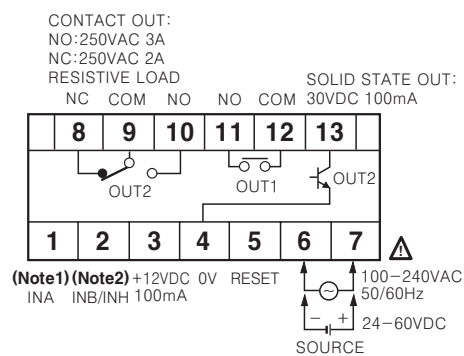 CONTACT OUT:
NO:250VAC 3A
NC:250VAC 2A
RESISTIVE LOAD
SOLID STATE OUT:
30VDC 100mA
NC COM NO NO COM
8 9 10 11 12 13
OUT2 OUT1 OUT2
1 2 3 4 5 6 7
(Note1) (Note2) +12VDC 0V RESET
INA INB/INH 100mA
100-240VAC
50/60Hz
24-60VDC
SOURCE